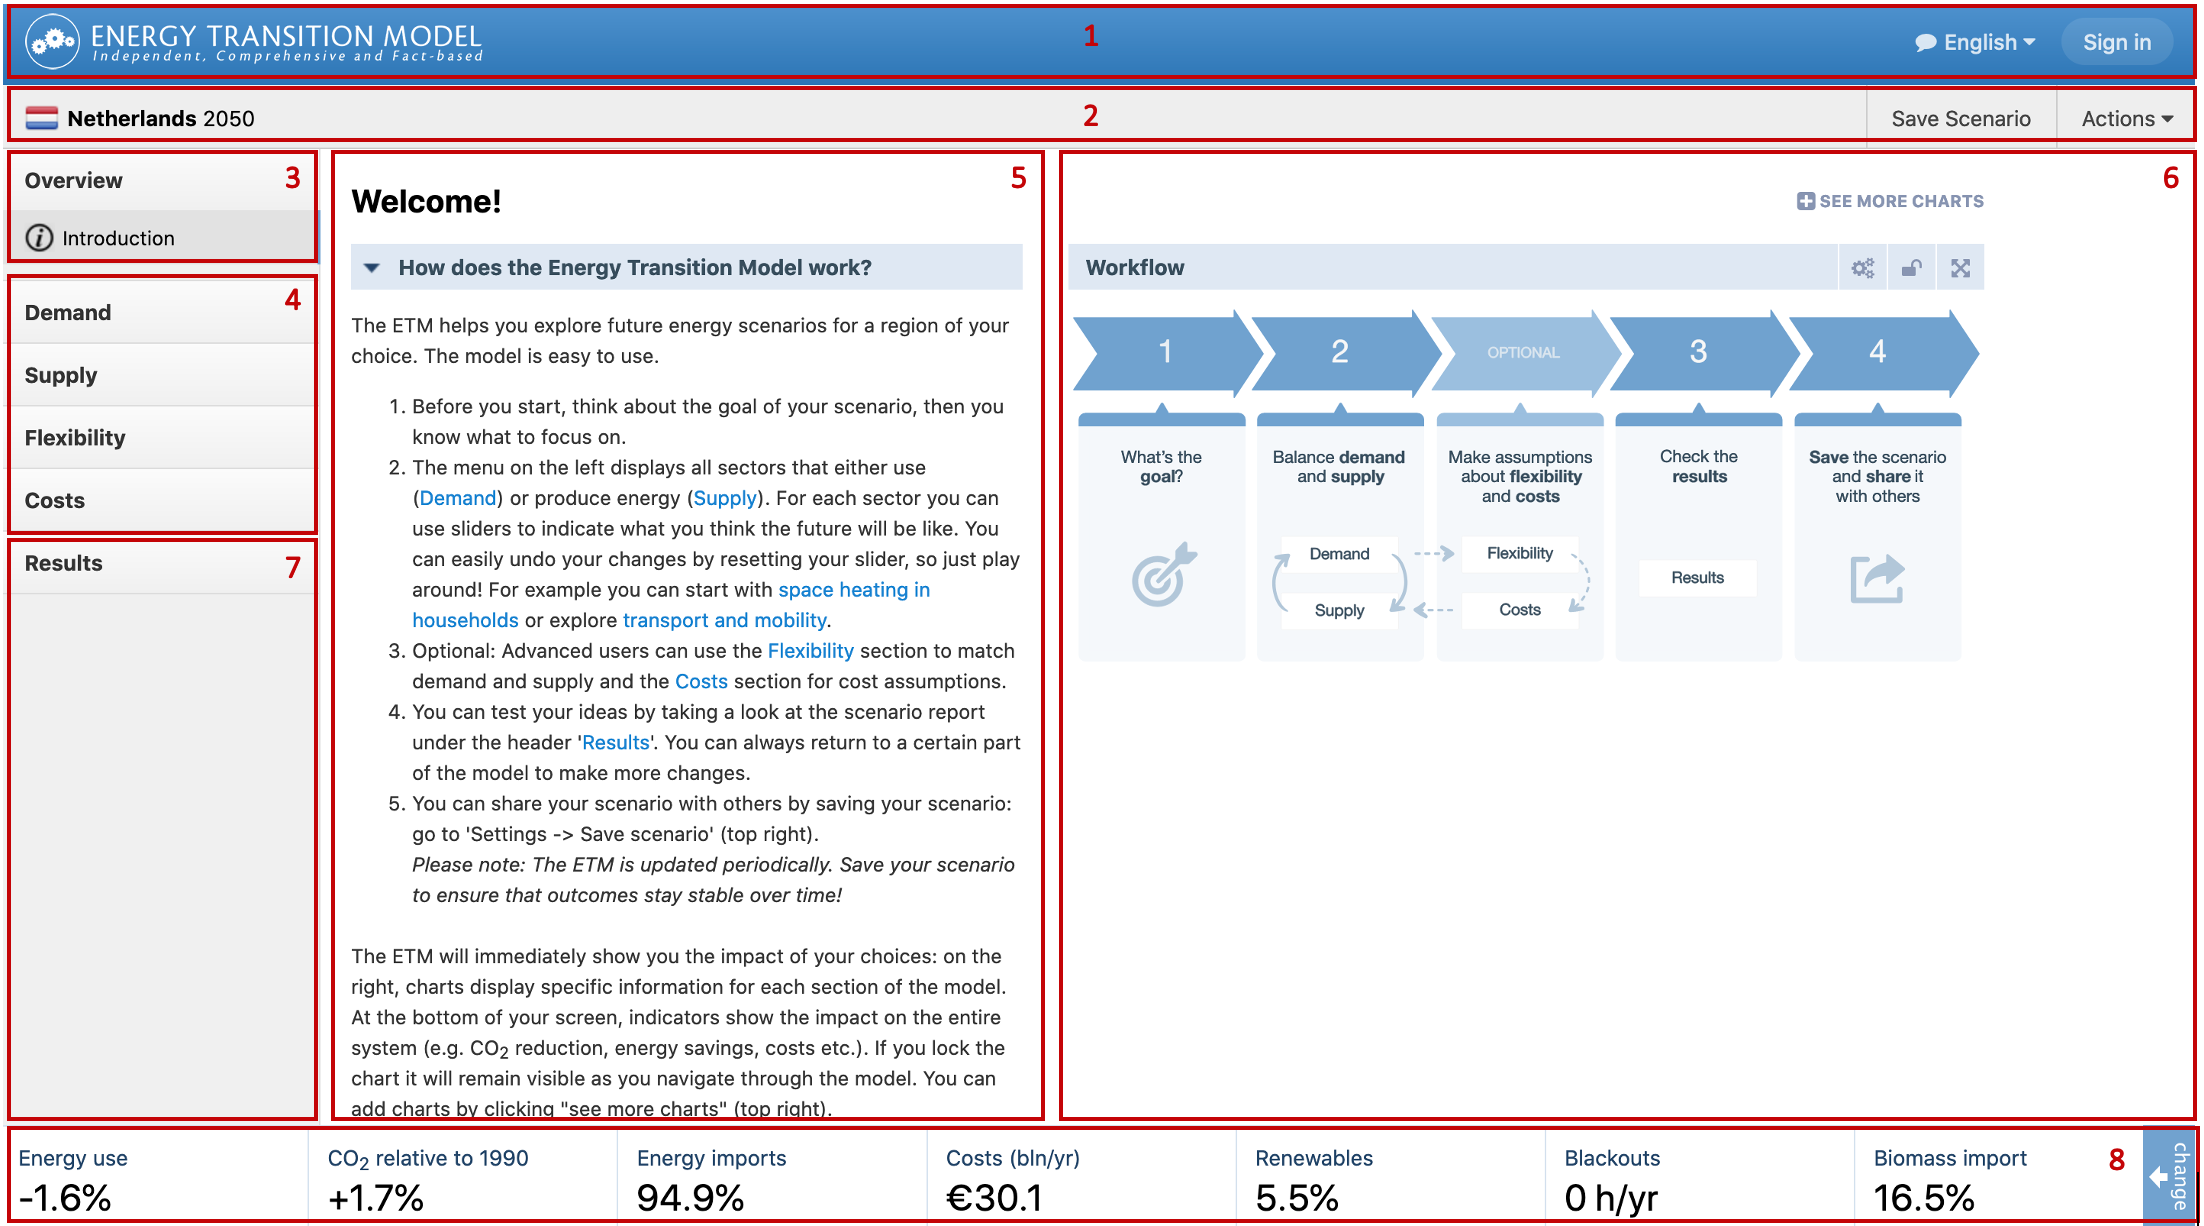 ENERGY TRANSITION MODEL
Independent, Comprehensive and Fact-based
1
English
Sign in
Netherlands 2050
2
Save Scenario
Actions
Overview
3
Introduction
4
Demand
Supply
Flexibility
Costs
Results
7
5
Welcome!
How does the Energy Transition Model work?
The ETM helps you explore future energy scenarios for a region of your
choice. The model is easy to use.
1. Before you start, think about the goal of your scenario, then you
know what to focus on.
2. The menu on the left displays all sectors that either use
(Demand) or produce energy (Supply). For each sector you can
use sliders to indicate what you think the future will be like. You
can easily undo your changes by resetting your slider, so just play
around! For example you can start with space heating in
households or explore transport and mobility.
3. Optional: Advanced users can use the Flexibility section to match
demand and supply and the Costs section for cost assumptions.
4. You can test your ideas by taking a look at the scenario report
under the header 'Results'. You can always return to a certain part
of the model to make more changes.
5. You can share your scenario with others by saving your scenario:
go to 'Settings -> Save scenario' (top right).
Please note: The ETM is updated periodically. Save your scenario
to ensure that outcomes stay stable over time!
The ETM will immediately show you the impact of your choices: on the
right, charts display specific information for each section of the model.
At the bottom of your screen, indicators show the impact on the entire
system (e.g. CO2 reduction, energy savings, costs etc.). If you lock the
chart it will remain visible as you navigate through the model. You can
add charts by clicking "see more charts" (top right).
6
SEE MORE CHARTS
Workflow
1
2
OPTIONAL
3
4
What's the
goal?
Balance demand
and supply
Demand
Supply
Make assumptions
about flexibility
and costs
Flexibility
Costs
Check the
results
Results
Save the scenario
and share it
with others
Energy use
-1.6%
CO2 relative to 1990
+1.7%
Energy imports
94.9%
Costs (bln/yr)
€30.1
Renewables
5.5%
Blackouts
0 h/yr
Biomass import
16.5%
8
change